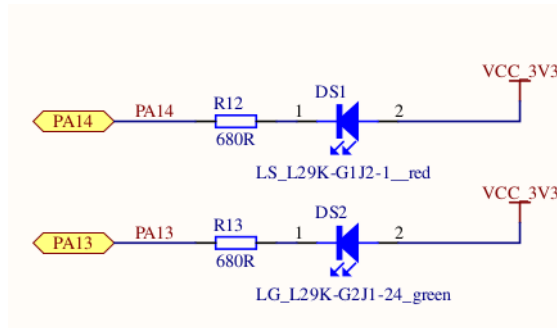 VCC_3V3
DS1
PA14
PA14
R12
1
2
680R
LS_L29K-G1J2-1__red
VCC_3V3
DS2
PA13
PA13
R13
1
2
680R
LG_L29K-G2J1-24_green